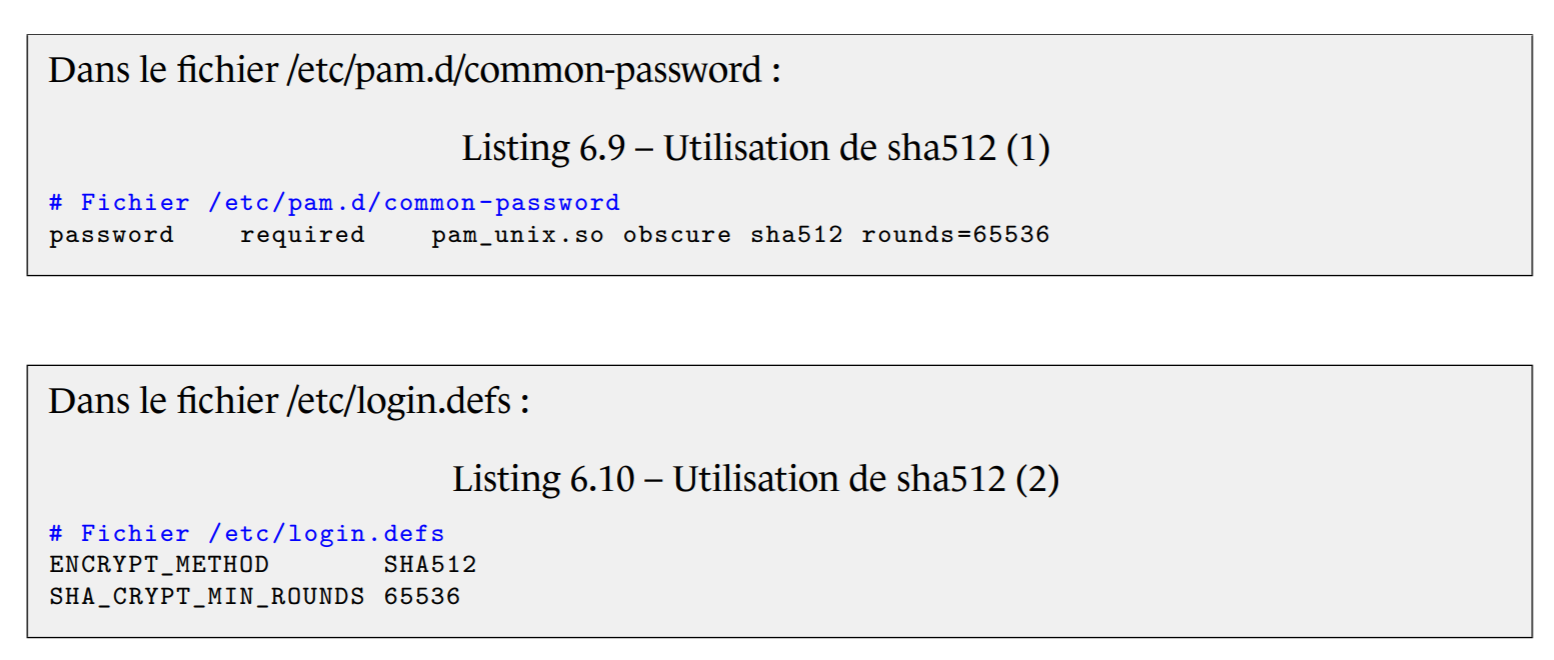 Dans le fichier /etc/pam.d/common-password :
Listing 6.9 – Utilisation de sha512 (1)
# Fichier /etc/pam.d/common-password
password    required    pam_unix.so obscure sha512 rounds=65536
Dans le fichier /etc/login.defs :
Listing 6.10 – Utilisation de sha512 (2)
# Fichier /etc/login.defs
ENCRYPT_METHOD       SHA512
SHA_CRYPT_MIN_ROUNDS 65536